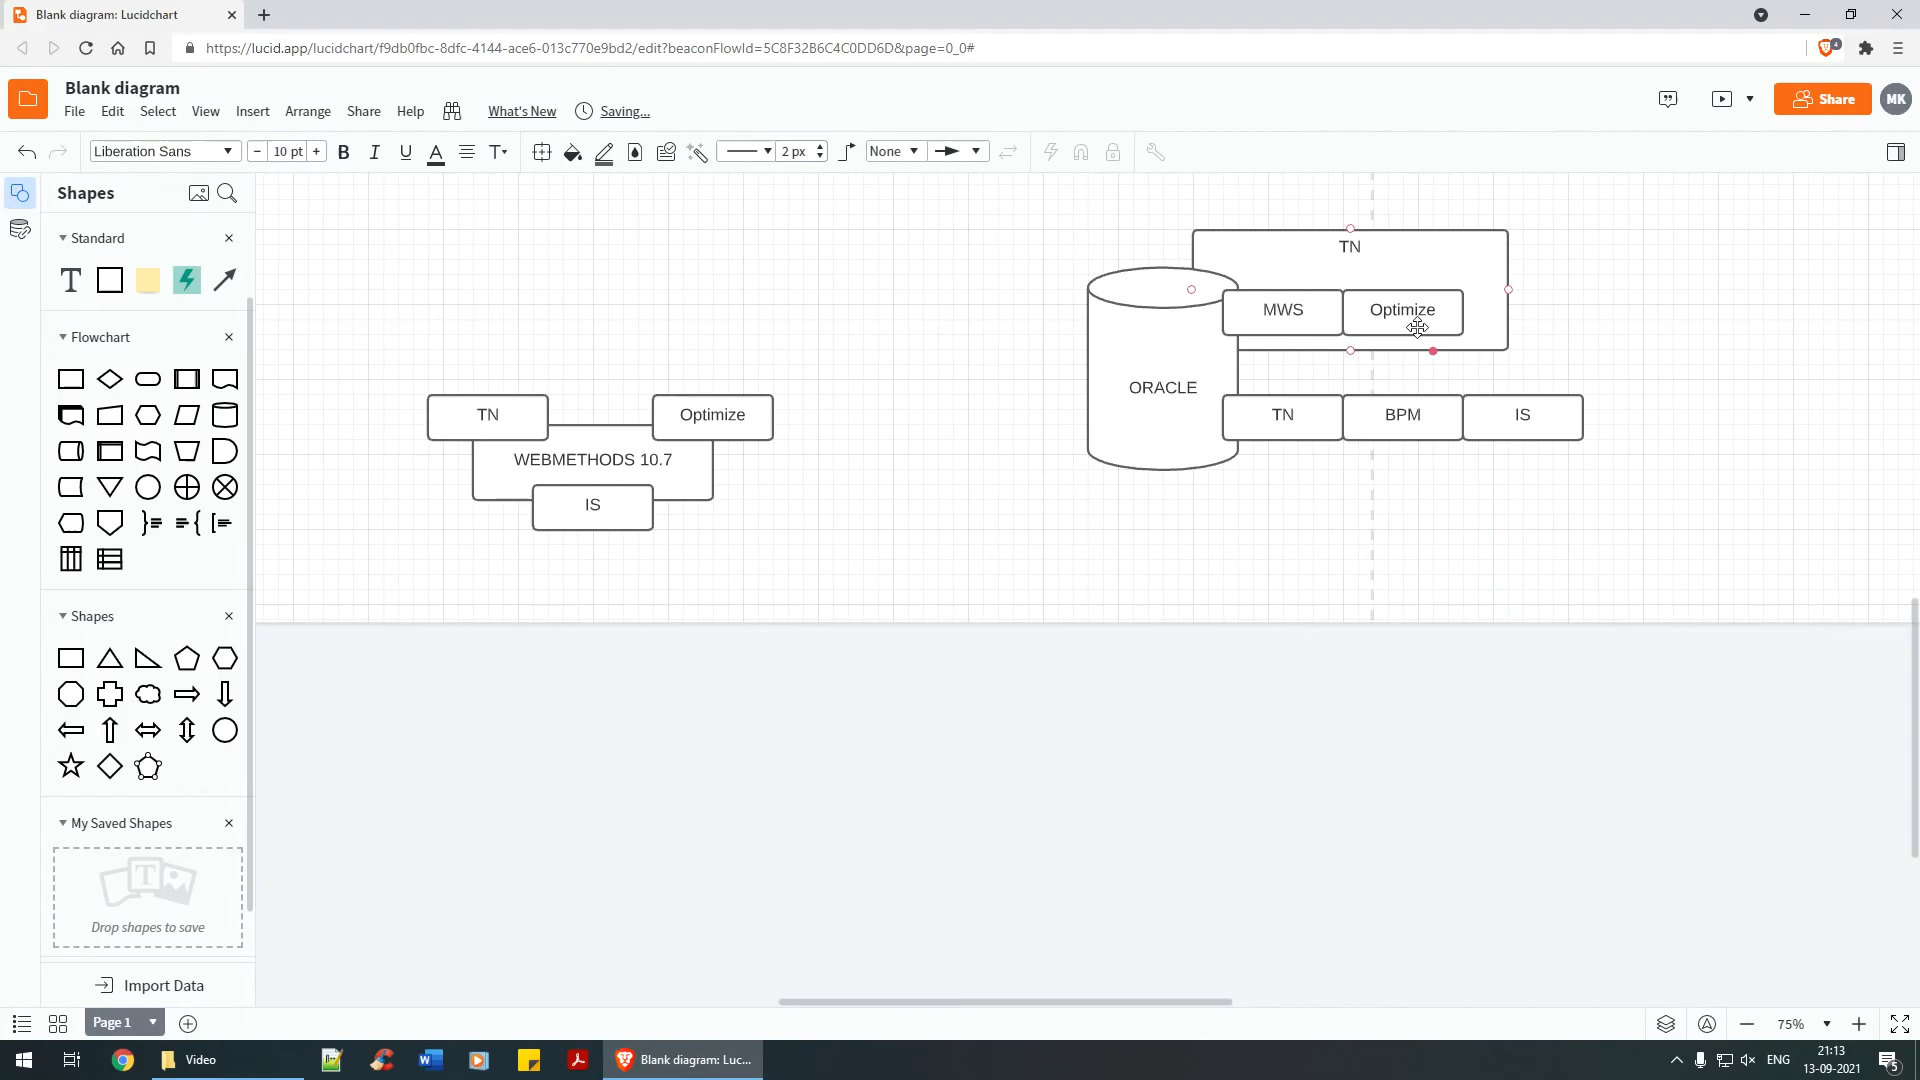 Blank diagram: Lucidchart
https://lucid.app/lucidchart/f9db0fbc-8dfc-4144-ace6-013c770e9bd2/edit?beaconFlowId=5C8F32B6C4C0DD6D&page=0_0#
4
Blank diagram
File Edit Select View Insert Arrange Share Help What's New Saving...
Share MK
Liberation Sans 10 pt B I U A T 2 px None
Shapes
Standard
T
Flowchart
Shapes
My Saved Shapes
T
Drop shapes to save
Import Data
TN
MWS Optimize
ORACLE
TN BPM IS
TN Optimize
WEBMETHODS 10.7
IS
Page 1
75%
Video
Blank diagram: Luc...
ENG
21:13
13-09-2021
5